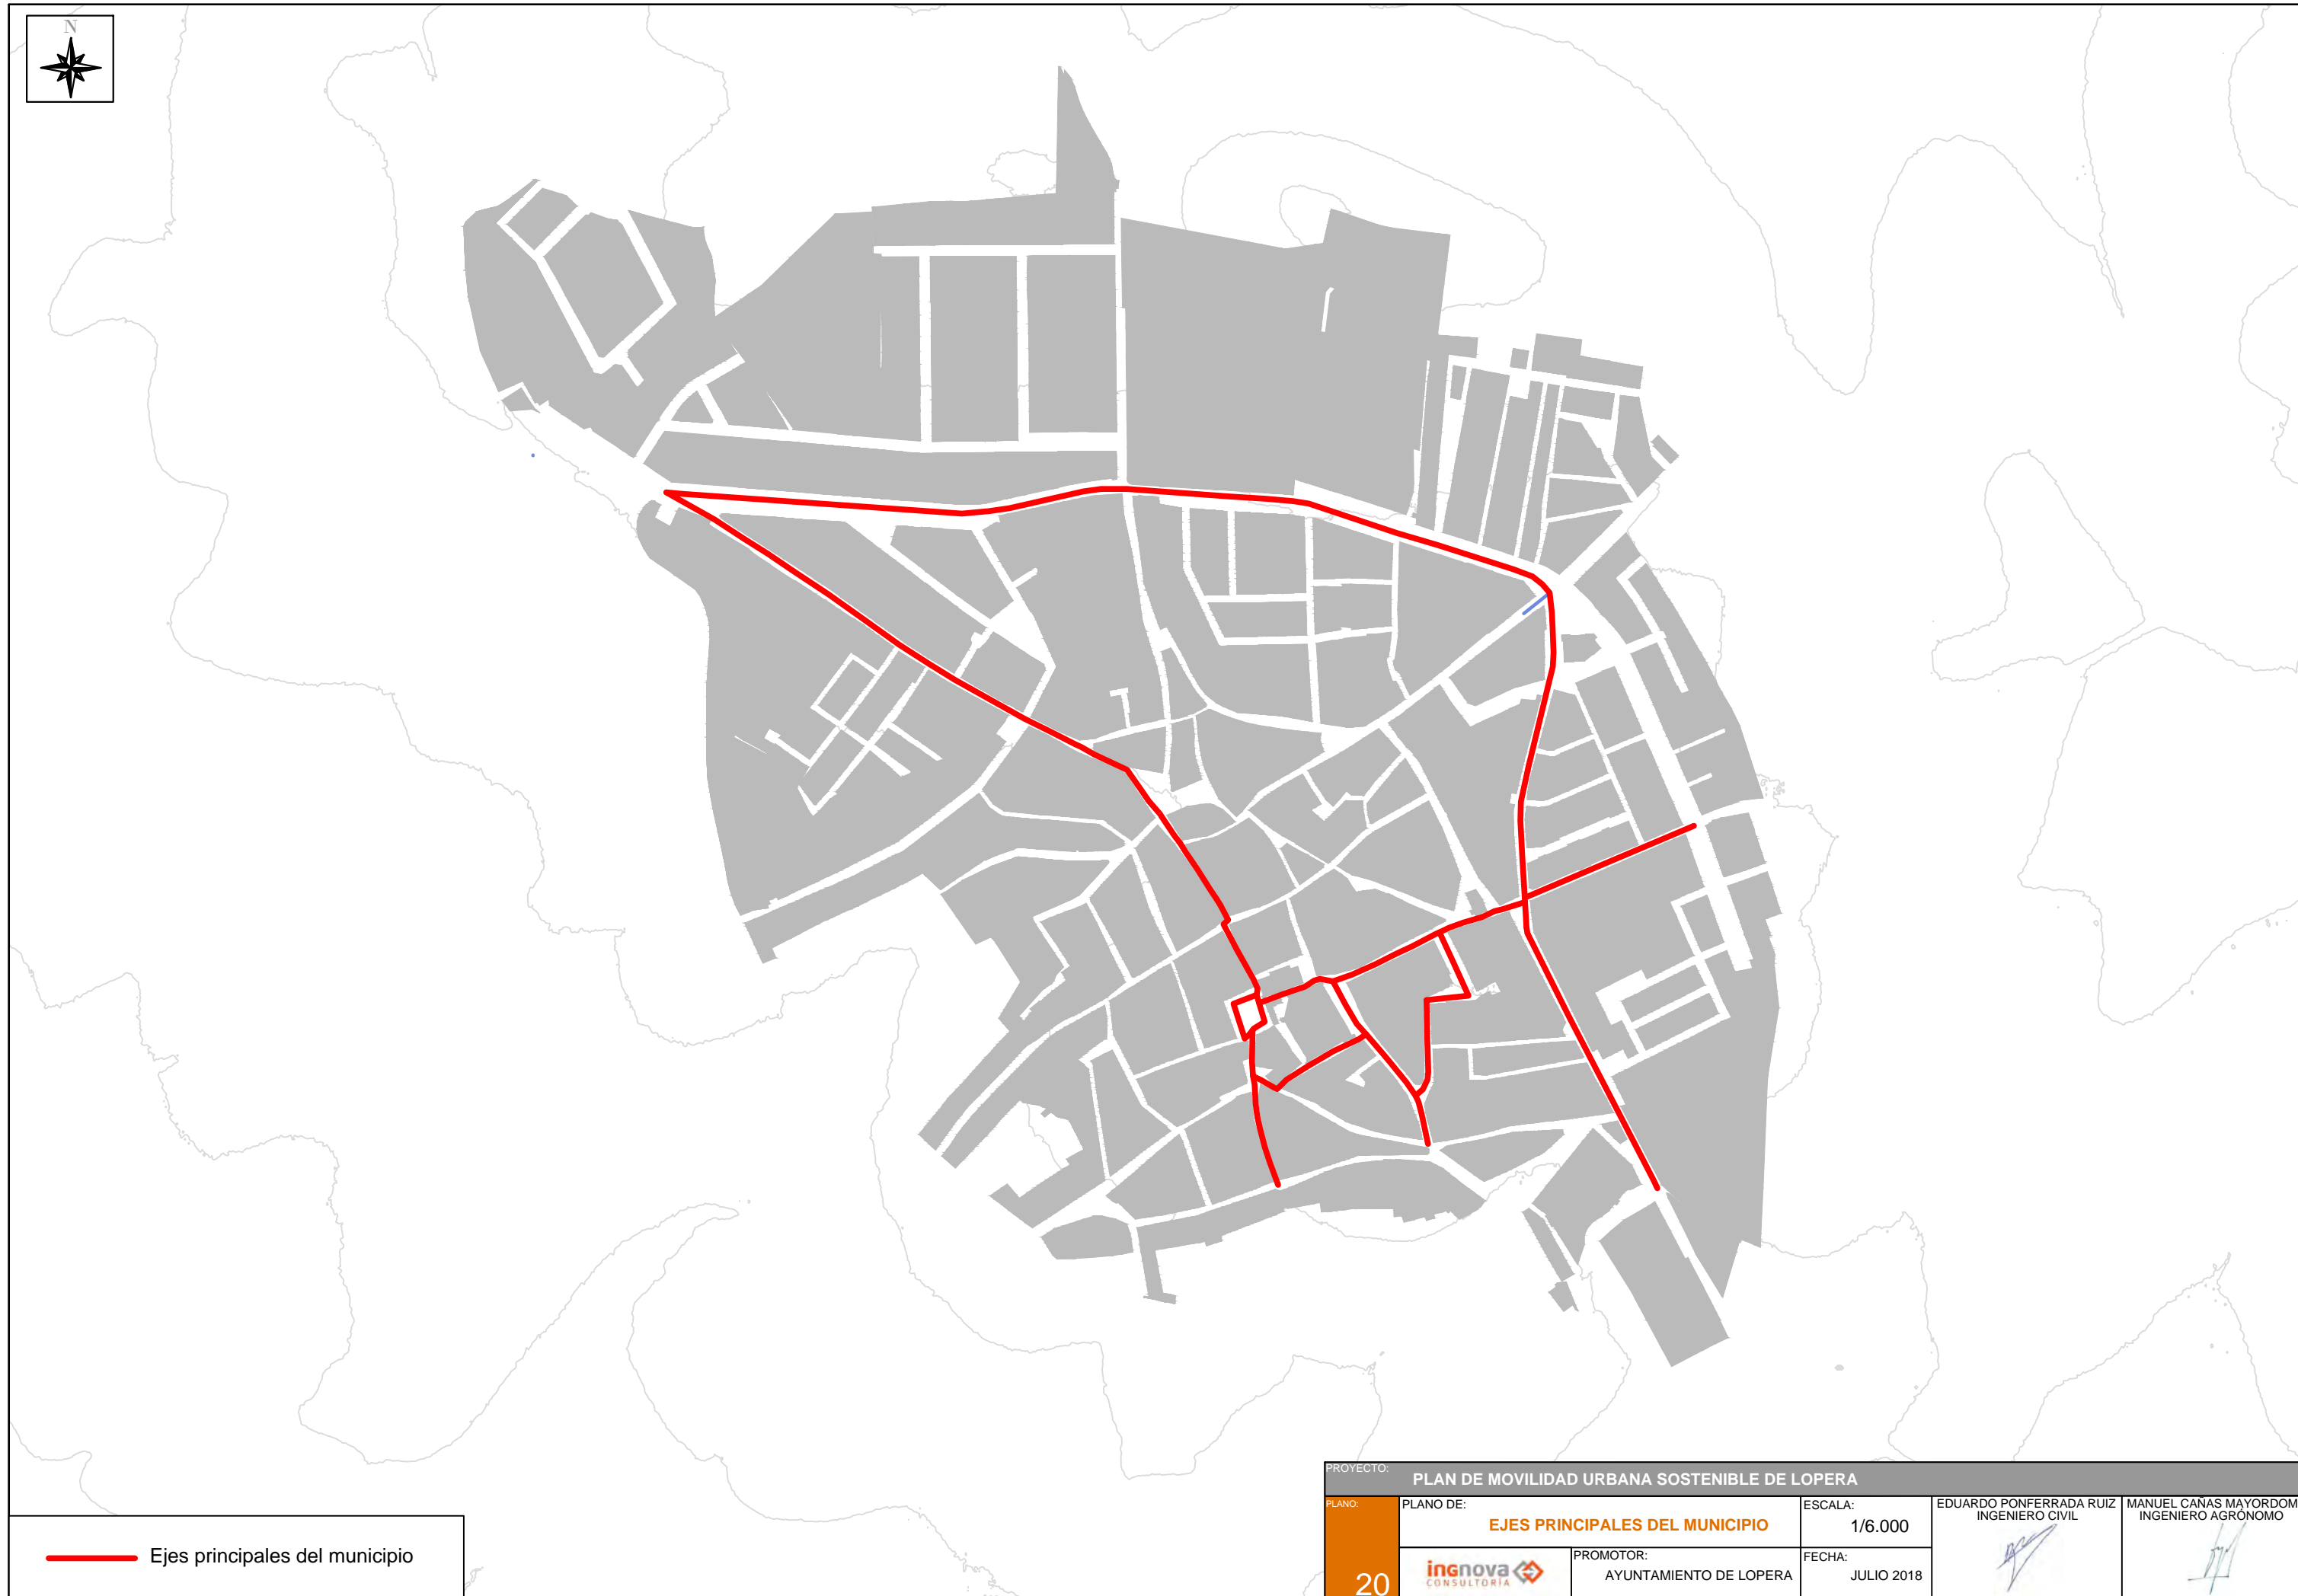 N
Ejes principales del municipio
PROYECTO:
PLAN DE MOVILIDAD URBANA SOSTENIBLE DE LOPERA
PLANO:
20
PLANO DE:
EJES PRINCIPALES DEL MUNICIPIO
ESCALA:
1/6.000
EDUARDO PONFERRADA RUIZ
INGENIERO CIVIL
MANUEL CAÑAS MAYORDOM
INGENIERO AGRÓNOMO
ingnova
CONSULTORÍA
PROMOTOR:
AYUNTAMIENTO DE LOPERA
FECHA:
JULIO 2018